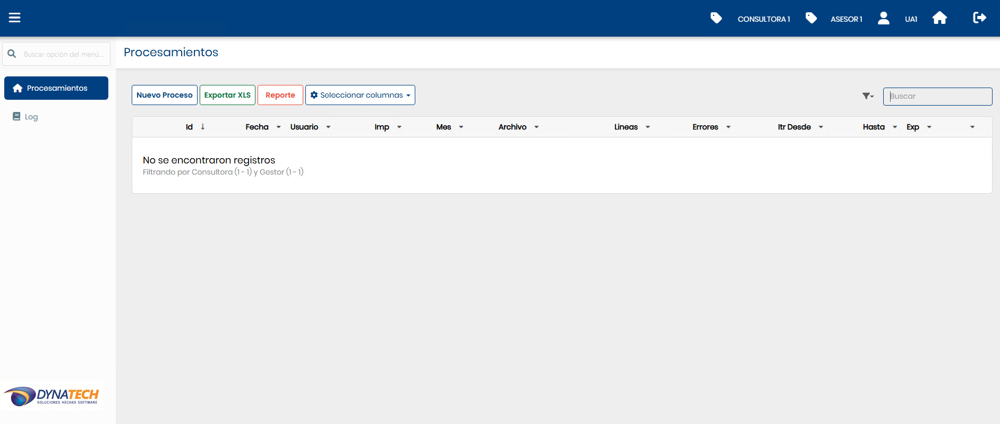 CONSULTORA 1 ASESOR 1 UA1
Buscar opción del menú...
Procesamientos
Procesamientos
Log
Nuevo Proceso Exportar XLS Reporte Seleccionar columnas Buscar
Id Fecha Usuario Imp Mes Archivo Lineas Errores Itr Desde Hasta Exp
No se encontraron registros
Filtrando por Consultora (1 - 1) y Gestor (1 - 1)
DYNATECH
SOLUCIONES HECHAS SOFTWARE